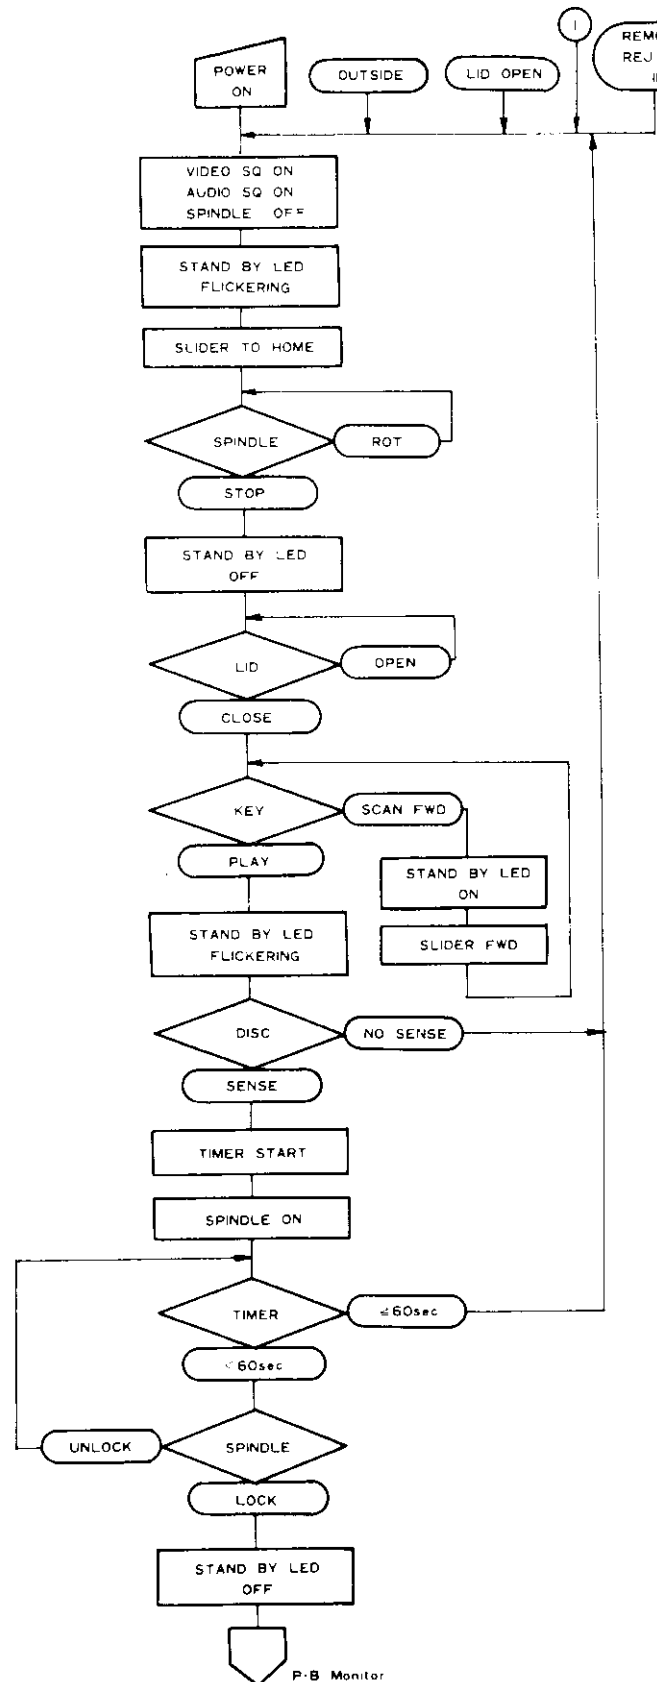 POWER
ON
OUTSIDE
LID OPEN
1
VIDEO SQ ON
AUDIO SQ ON
SPINDLE OFF
STAND BY LED
FLICKERING
SLIDER TO HOME
SPINDLE
ROT
STOP
STAND BY LED
OFF
LID
OPEN
CLOSE
KEY
SCAN FWD
PLAY
STAND BY LED
ON
STAND BY LED
FLICKERING
SLIDER FWD
DISC
NO SENSE
SENSE
TIMER START
SPINDLE ON
TIMER
≤60sec
<60sec
UNLOCK
SPINDLE
LOCK
STAND BY LED
OFF
P-B Monitor